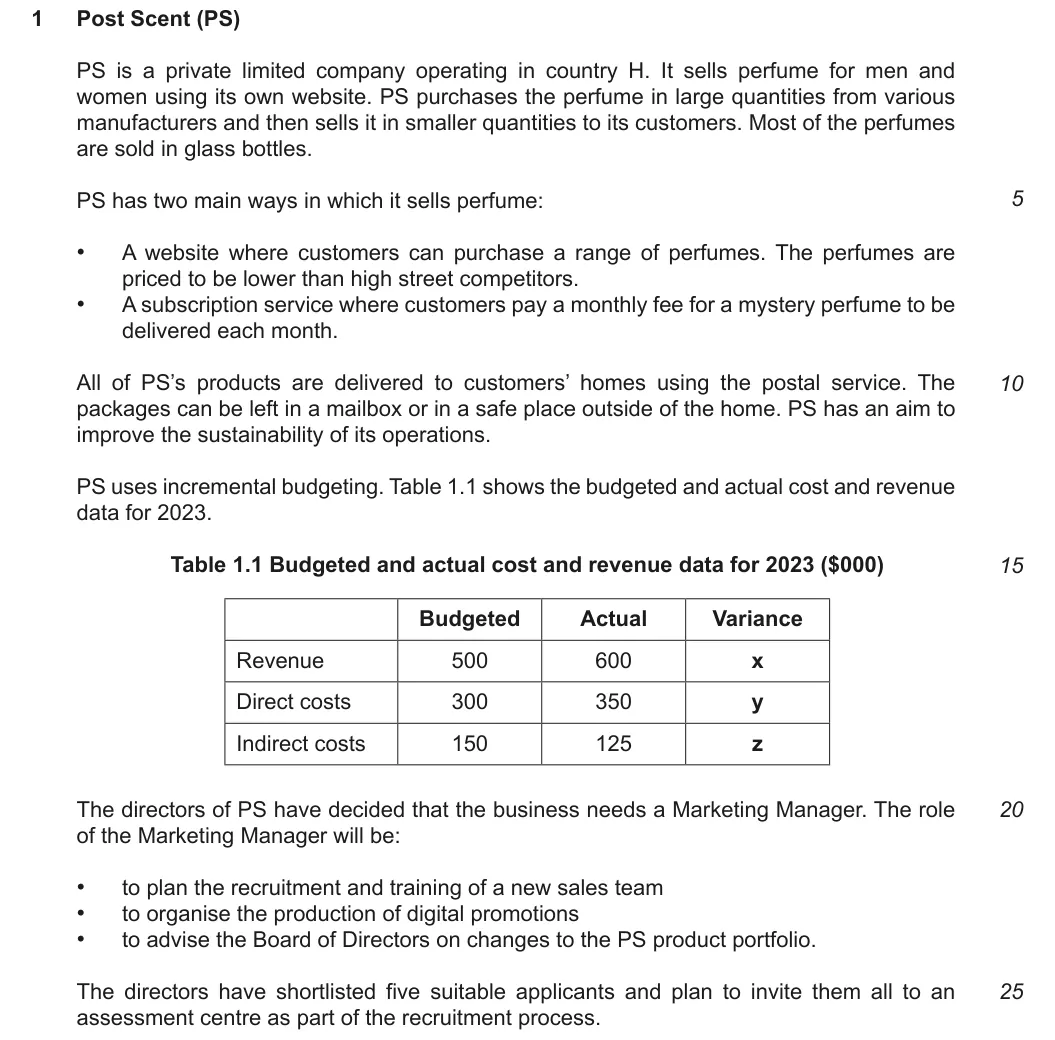 1 Post Scent (PS)
PS is a private limited company operating in country H. It sells perfume for men and
women using its own website. PS purchases the perfume in large quantities from various
manufacturers and then sells it in smaller quantities to its customers. Most of the perfumes
are sold in glass bottles.
PS has two main ways in which it sells perfume: 5
• A website where customers can purchase a range of perfumes. The perfumes are
priced to be lower than high street competitors.
• A subscription service where customers pay a monthly fee for a mystery perfume to be
delivered each month.
All of PS’s products are delivered to customers’ homes using the postal service. The 10
packages can be left in a mailbox or in a safe place outside of the home. PS has an aim to
improve the sustainability of its operations.
PS uses incremental budgeting. Table 1.1 shows the budgeted and actual cost and revenue
data for 2023.
Table 1.1 Budgeted and actual cost and revenue data for 2023 ($000) 15
Budgeted Actual Variance
Revenue 500 600 x
Direct costs 300 350 y
Indirect costs 150 125 z
The directors of PS have decided that the business needs a Marketing Manager. The role 20
of the Marketing Manager will be:
• to plan the recruitment and training of a new sales team
• to organise the production of digital promotions
• to advise the Board of Directors on changes to the PS product portfolio.
The directors have shortlisted five suitable applicants and plan to invite them all to an 25
assessment centre as part of the recruitment process.